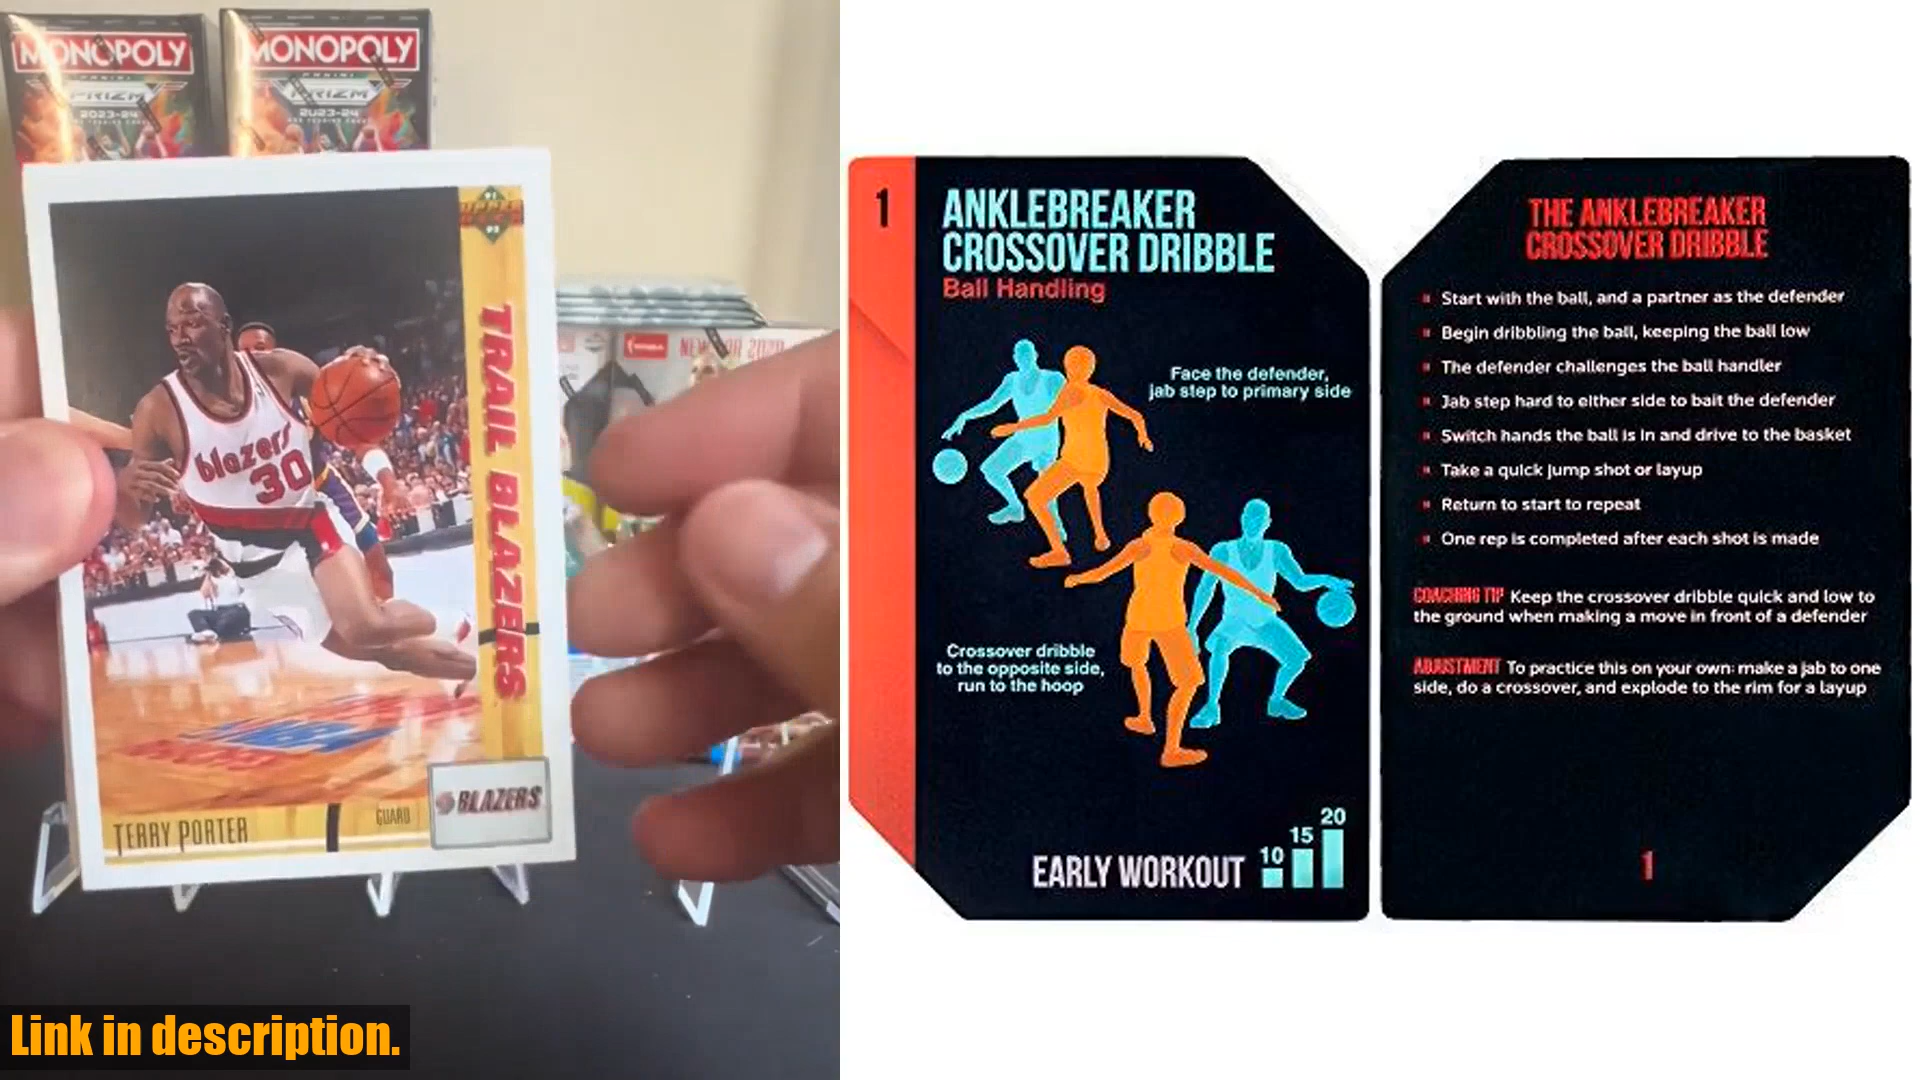 MONOPOLY
PANINI
PRIZM
2023-24
MONOPOLY
PANINI
PRIZM
2023-24
91
UPPER
DECK
92
TRAIL BLAZERS
blazers
30
TERRY PORTER
GUARD
BLAZERS
Link in description.
1
ANKLEBREAKER
CROSSOVER DRIBBLE
Ball Handling
Face the defender,
jab step to primary side
Crossover dribble
to the opposite side,
run to the hoop
EARLY WORKOUT
10
15
20
THE ANKLEBREAKER
CROSSOVER DRIBBLE
Start with the ball, and a partner as the defender
Begin dribbling the ball, keeping the ball low
The defender challenges the ball handler
Jab step hard to either side to bait the defender
Switch hands the ball is in and drive to the basket
Take a quick jump shot or layup
Return to start to repeat
One rep is completed after each shot is made
COACHING TIP Keep the crossover dribble quick and low to
the ground when making a move in front of a defender
ADJUSTMENT To practice this on your own: make a jab to one
side, do a crossover, and explode to the rim for a layup
1